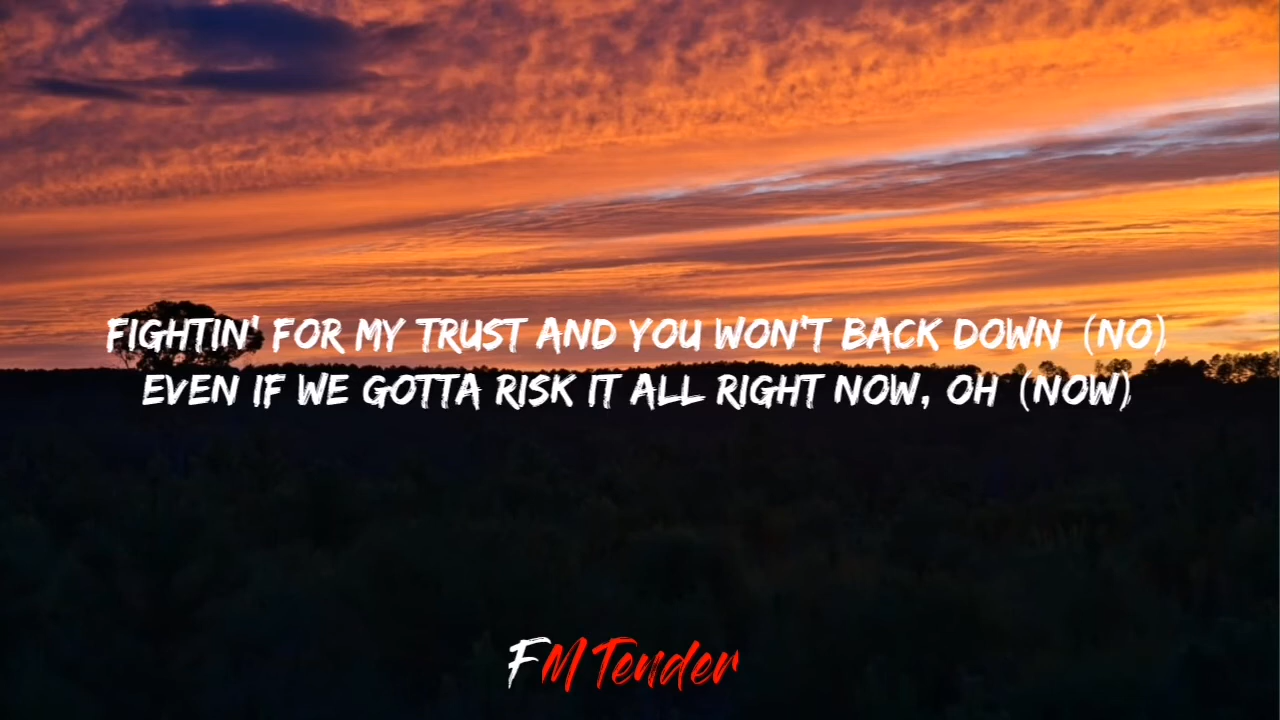 FIGHTIN' FOR MY TRUST AND YOU WON'T BACK DOWN (NO)
EVEN IF WE GOTTA RISK IT ALL RIGHT NOW, OH (NOW)
FM Tender